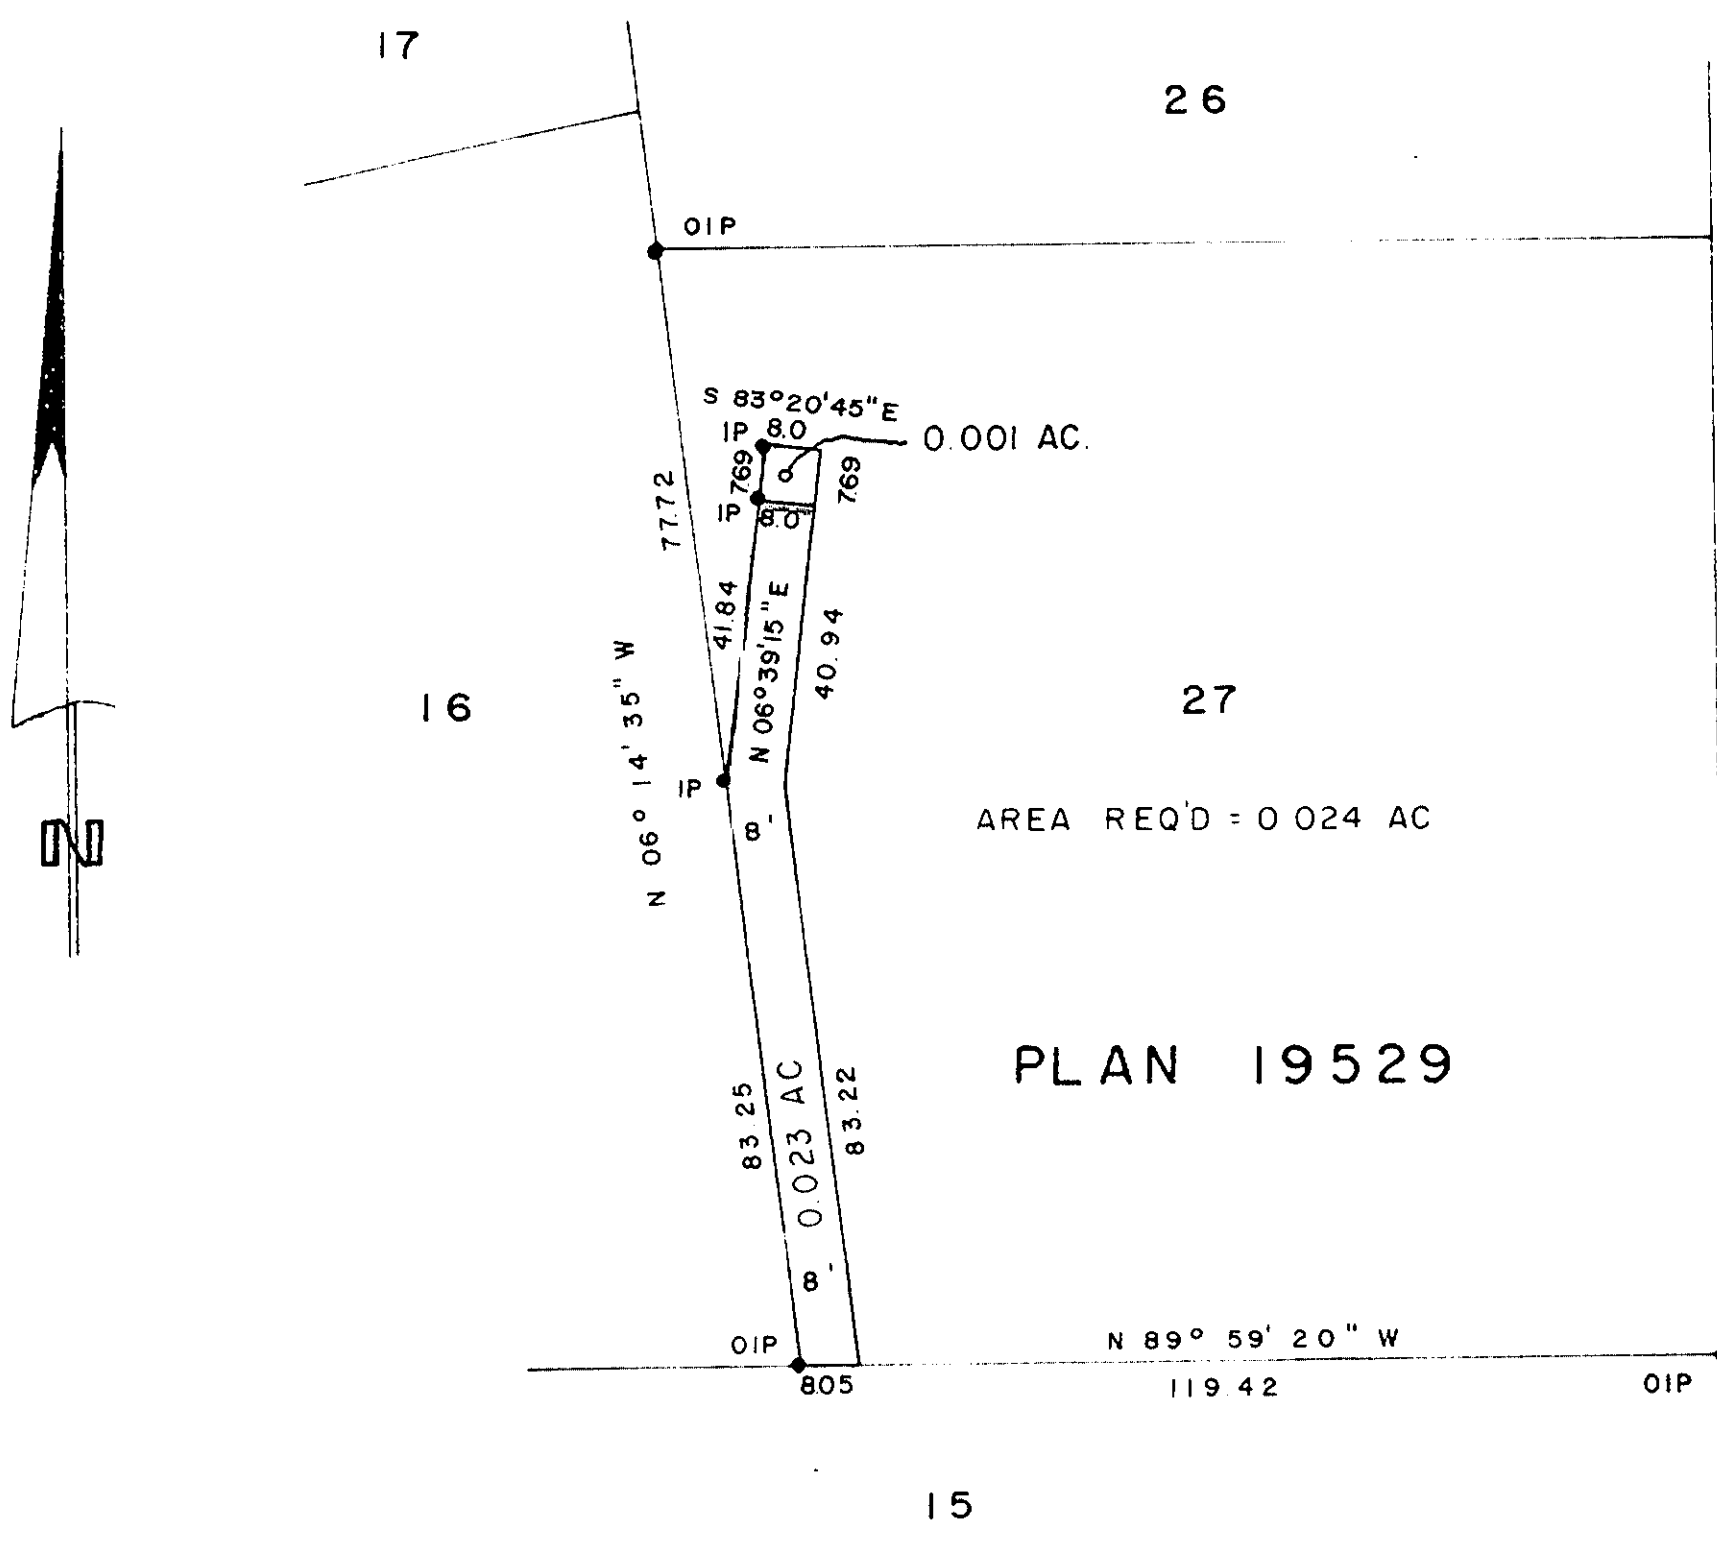 17
26
OIP
S 83°20'45"E
IP 8.0
0.001 AC.
7.69
7.69
77.72
IP 8.0
41.84
N 06°39'15"E
40.94
N 06° 14' 35" W
16
27
IP
8'
AREA REQ'D = 0 024 AC
N
PLAN 19529
83.25
0.023 AC
83.22
8'
OIP
N 89° 59' 20" W
8.05
119.42
OIP
15